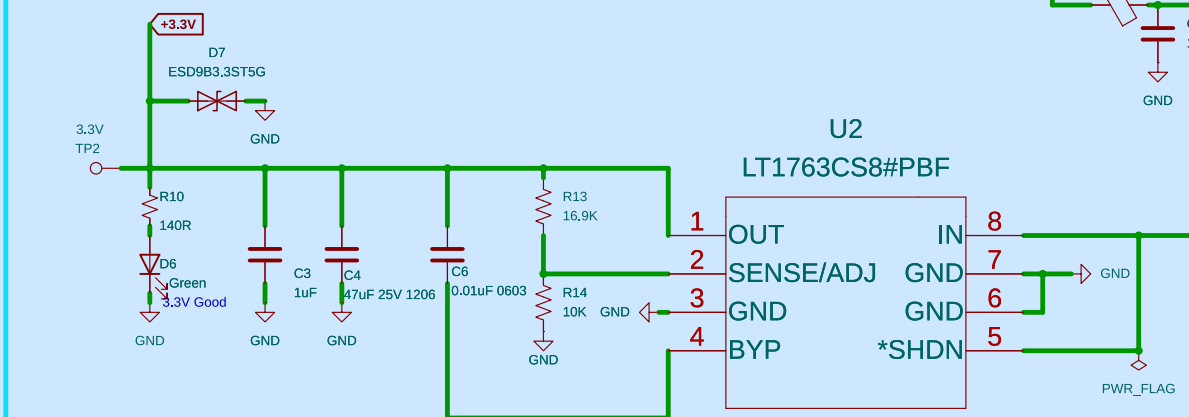 +3.3V
D7
ESD9B3.3ST5G
GND
GND
3.3V
TP2
U2
LT1763CS8#PBF
R10
140R
R13
16.9K
1
OUT
IN
8
2
SENSE/ADJ
GND
7
GND
D6
Green
3.3V Good
C3
1uF
C4
47uF 25V 1206
C6
0.01uF 0603
R14
10K
GND
3
GND
GND
6
4
BYP
*SHDN
5
GND
GND
GND
GND
PWR_FLAG